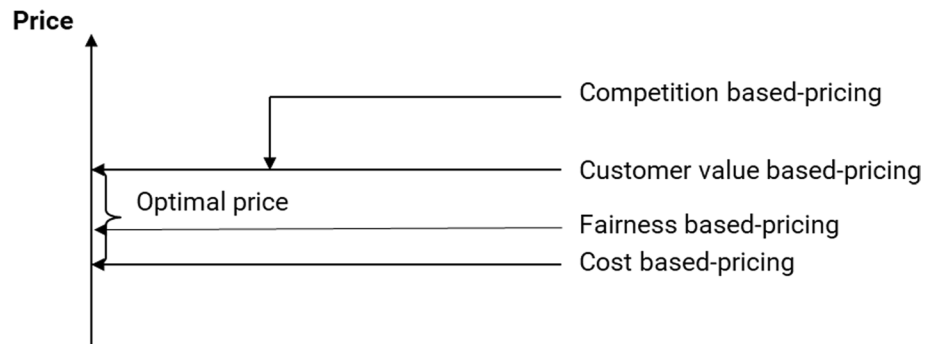 Price
Competition based-pricing
Customer value based-pricing
Optimal price
Fairness based-pricing
Cost based-pricing